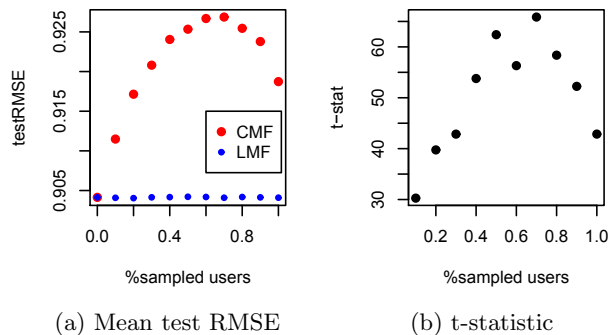 testRMSE
0.925
0.915
0.905
CMF
LMF
0.0 0.4 0.8
%sampled users
(a) Mean test RMSE
t−stat
60
50
40
30
0.2 0.4 0.6 0.8 1.0
%sampled users
(b) t-statistic